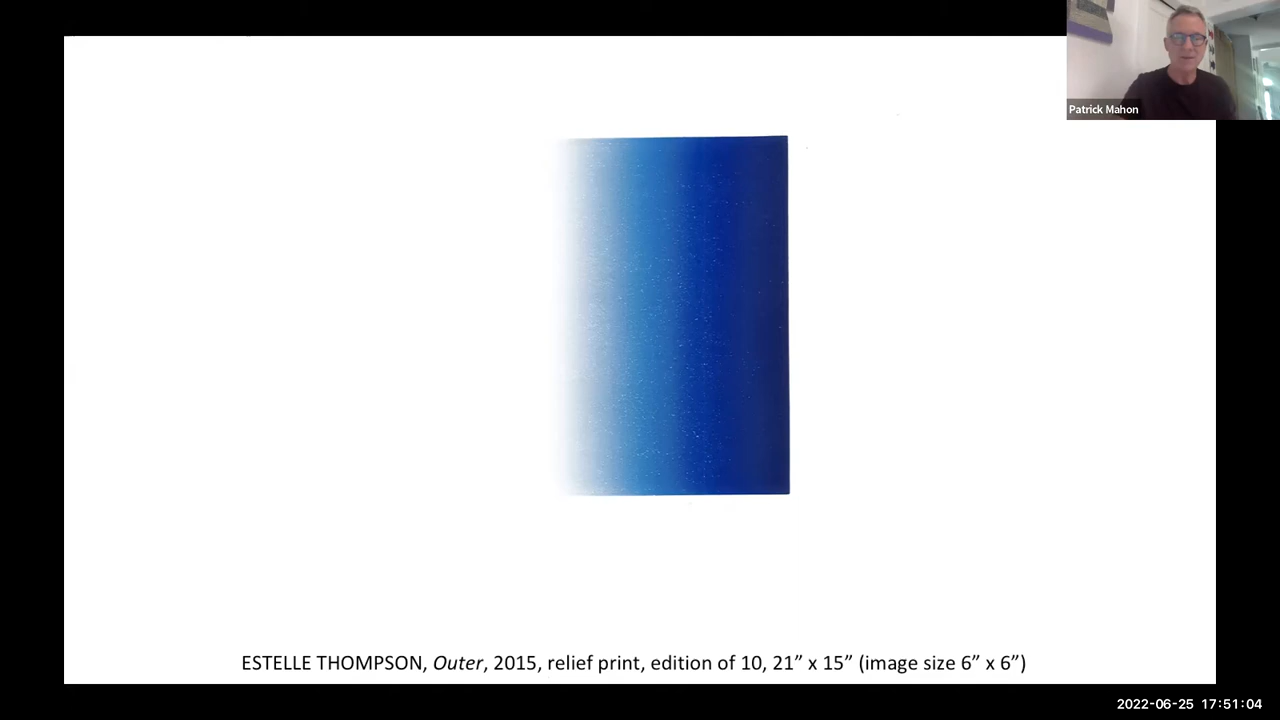 Patrick Mahon
ESTELLE THOMPSON, Outer, 2015, relief print, edition of 10, 21” x 15” (image size 6” x 6”)
2022-06-25 17:51:04